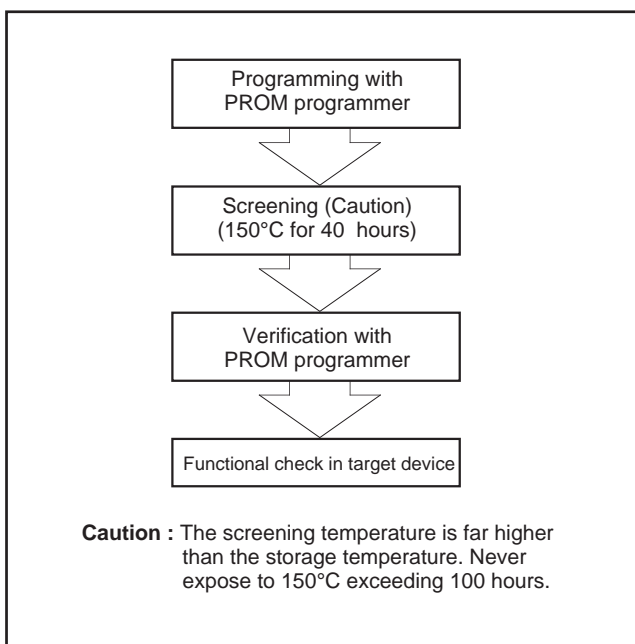 Programming with
PROM programmer
Screening (Caution)
(150°C for 40 hours)
Verification with
PROM programmer
Functional check in target device
Caution : The screening temperature is far higher
than the storage temperature. Never
expose to 150°C exceeding 100 hours.